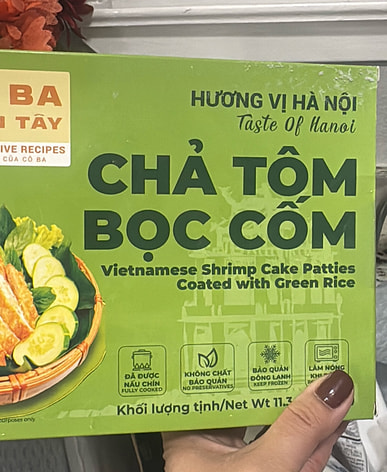 BA
TÂY
IVE RECIPES
CỦA CÔ BA
HƯƠNG VỊ HÀ NỘI
Taste Of Hanoi
CHẢ TÔM
BỌC CỐM
Vietnamese Shrimp Cake Patties
Coated with Green Rice
ĐÃ ĐƯỢC
NẤU CHÍN
FULLY COOKED
KHÔNG CHẤT
BẢO QUẢN
NO PRESERVATIVES
BẢO QUẢN
ĐÔNG LẠNH
KEEP FROZEN
LÀM NÓNG
Khối lượng tịnh/Net Wt 11.3
purposes only